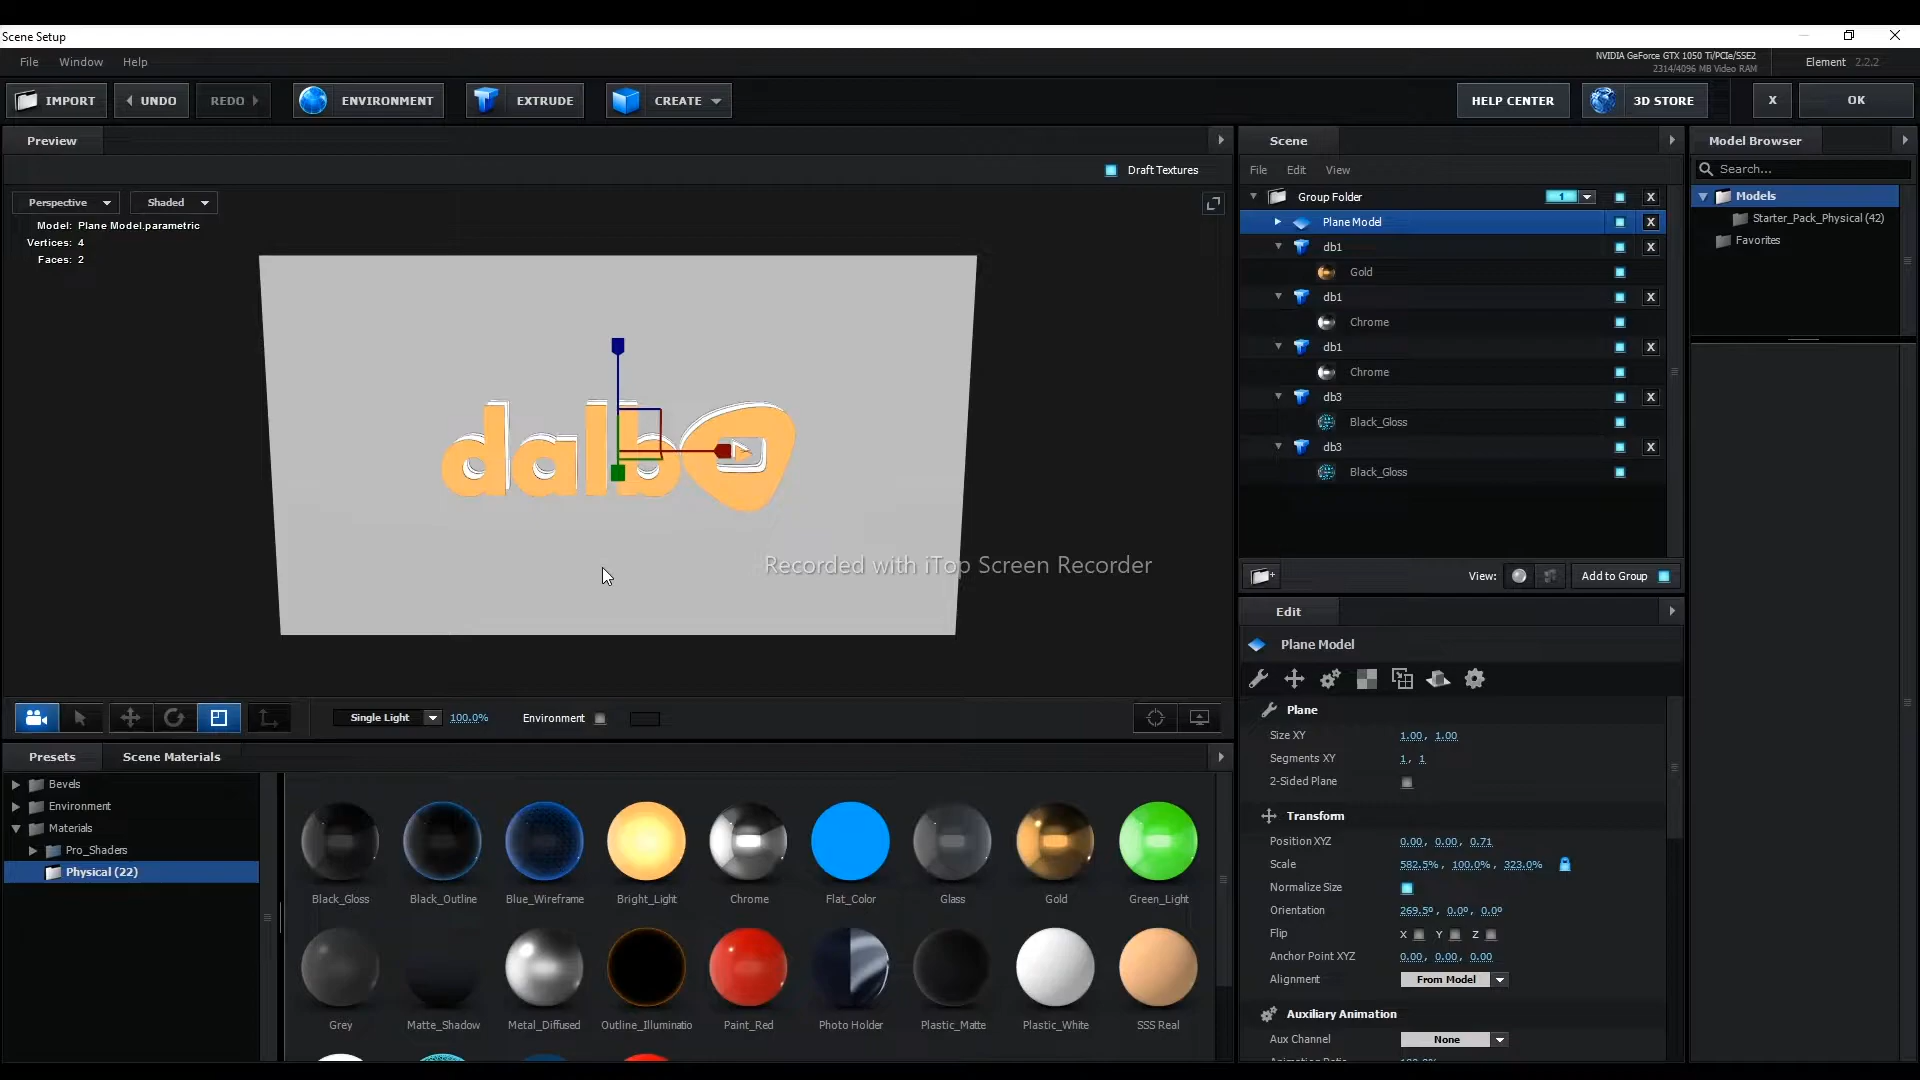 Scene Setup
File Window Help
NVIDIA GeForce GTX 1050 Ti/PCIe/SSE2
2314/4096 MB Video RAM
Element 2.2.2
IMPORT UNDO REDO ENVIRONMENT EXTRUDE CREATE HELP CENTER 3D STORE X OK
Preview
Draft Textures
Perspective Shaded
Model: Plane Model.parametric
Vertices: 4
Faces: 2
dalb
Recorded with iTop Screen Recorder
Single Light 100.0% Environment
Scene
File Edit View
Group Folder 1 X
Plane Model X
db1 X
Gold
db1 X
Chrome
db1 X
Chrome
db3 X
Black_Gloss
db3 X
Black_Gloss
View: Add to Group
Model Browser
Search...
Models
Starter_Pack_Physical (42)
Favorites
Edit
Plane Model
Plane
Size XY 1.00, 1.00
Segments XY 1, 1
2-Sided Plane
Transform
Position XYZ 0.00, 0.00, 0.71
Scale 582.5%, 100.0%, 323.0%
Normalize Size
Orientation 269.5º, 0.0º, 0.0º
Flip X Y Z
Anchor Point XYZ 0.00, 0.00, 0.00
Alignment From Model
Auxiliary Animation
Aux Channel None
Presets Scene Materials
Bevels
Environment
Materials
Pro_Shaders
Physical (22)
Black_Gloss Black_Outline Blue_Wireframe Bright_Light Chrome Flat_Color Glass Gold Green_Light
Grey Matte_Shadow Metal_Diffused Outline_Illuminatio Paint_Red Photo Holder Plastic_Matte Plastic_White SSS Real